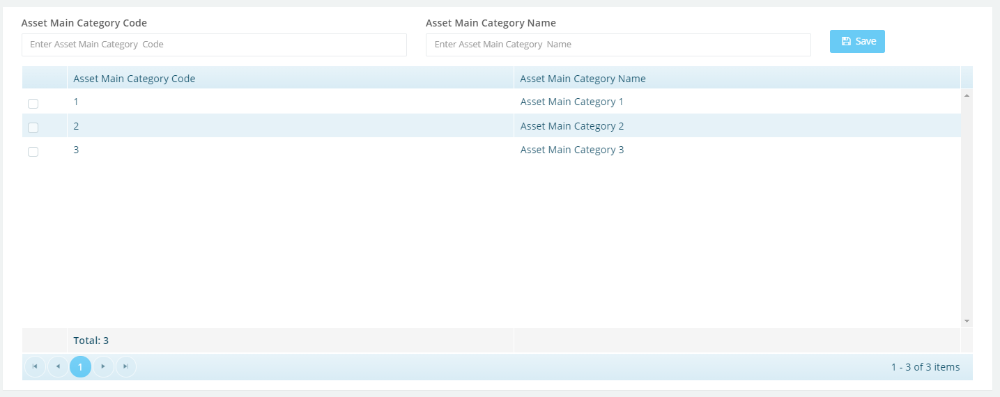 Asset Main Category Code
Asset Main Category Name
Enter Asset Main Category  Code
Enter Asset Main Category  Name
Save
Asset Main Category Code
Asset Main Category Name
1
Asset Main Category 1
2
Asset Main Category 2
3
Asset Main Category 3
Total: 3
1
1 - 3 of 3 items